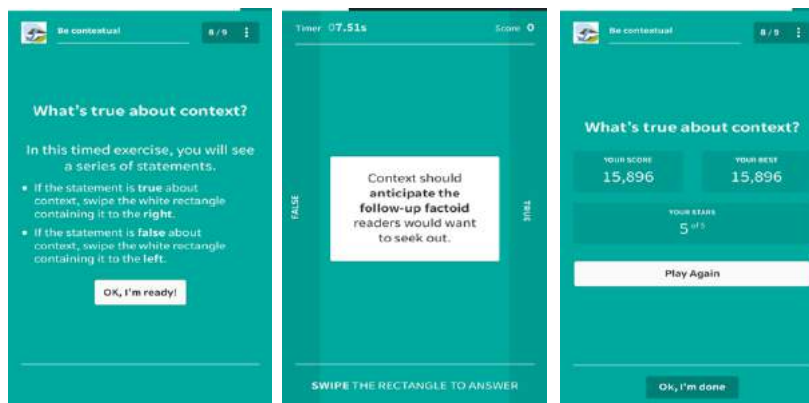 Be contextual
8/9
What's true about context?
In this timed exercise, you will see
a series of statements.
If the statement is true about
context, swipe the white rectangle
containing it to the right.
If the statement is false about
context, swipe the white rectangle
containing it to the left.
OK, I'm ready!
Timer 07.51s
Score 0
FALSE
Context should
anticipate the
follow-up factoid
readers would want
to seek out.
TRUE
SWIPE THE RECTANGLE TO ANSWER
Be contextual
8/9
What's true about context?
YOUR SCORE
15,896
YOUR BEST
15,896
YOUR STARS
5 of 5
Play Again
Ok, I'm done